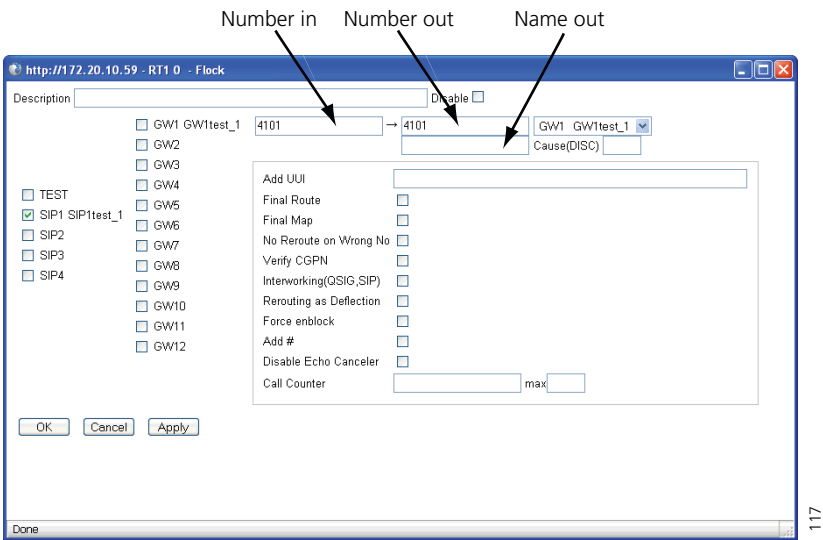 Number in Number out Name out
http://172.20.10.59 - RT1 0 - Flock
Description Disable
GW1 GW1test_1 4101 → 4101 GW1 GW1test_1
GW2 Cause(DISC)
GW3
GW4
GW5
GW6
GW7
GW8
GW9
GW10
GW11
GW12
TEST
SIP1 SIP1test_1
SIP2
SIP3
SIP4
Add UUI
Final Route
Final Map
No Reroute on Wrong No
Verify CGPN
Interworking(QSIG,SIP)
Rerouting as Deflection
Force enblock
Add #
Disable Echo Canceler
Call Counter max
OK Cancel Apply
Done
117